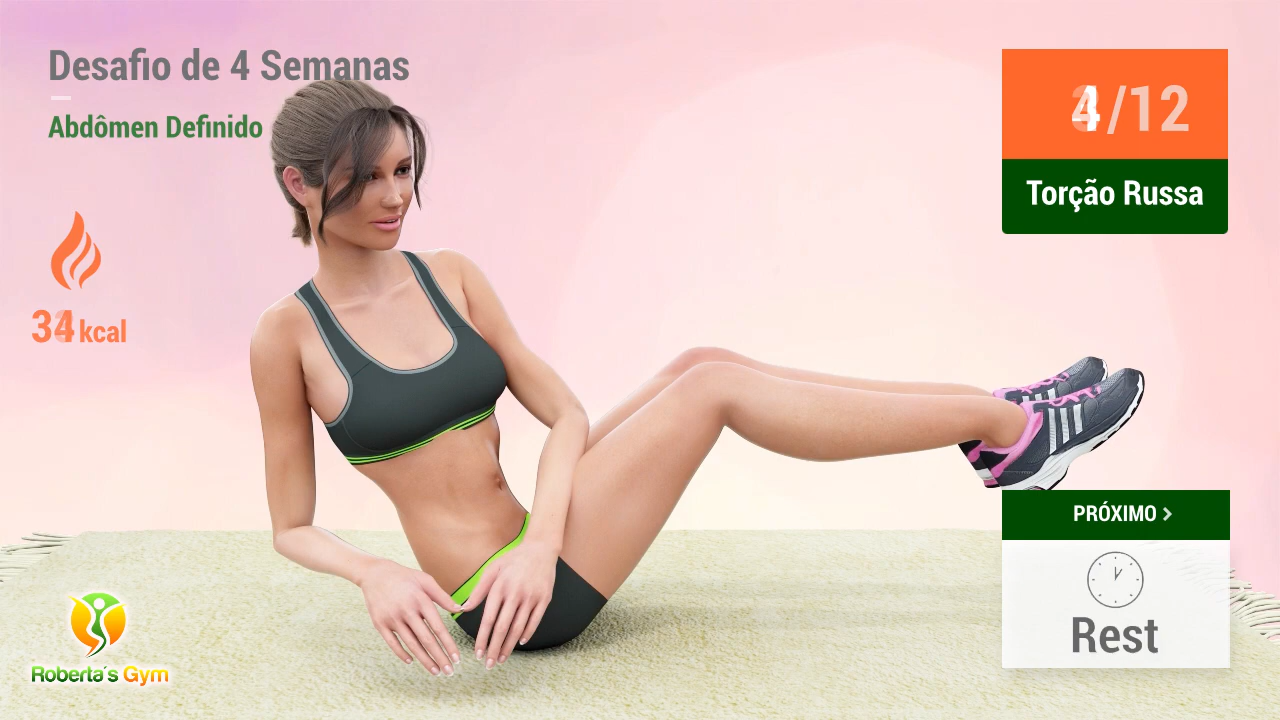 Desafio de 4 Semanas
Abdômen Definido
4/12
Torção Russa
34 kcal
PRÓXIMO >
Rest
Roberta´s Gym